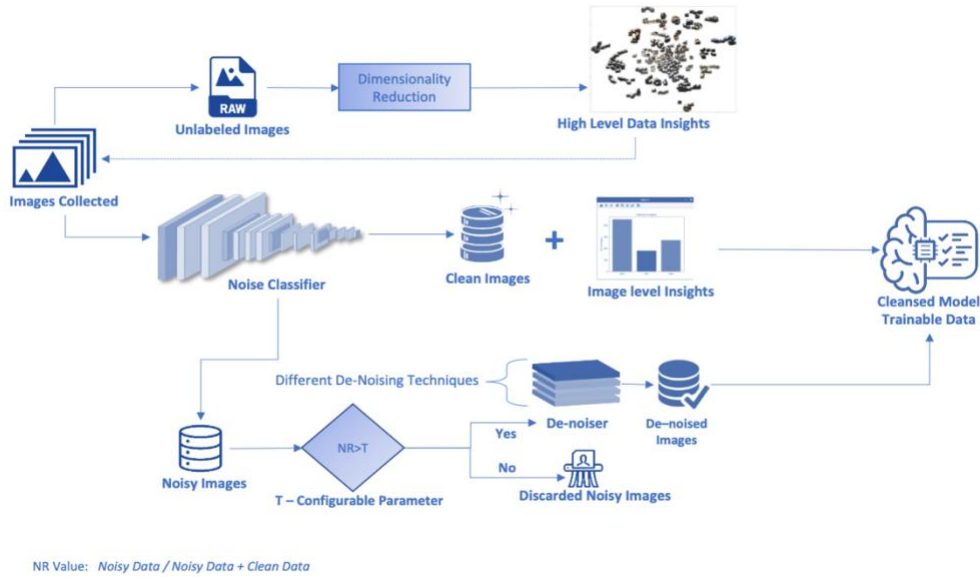 Dimensionality
Reduction
RAW
Unlabeled Images
High Level Data Insights
Images Collected
Noise Classifier
Clean Images
+
Image level Insights
Cleansed Model
Trainable Data
Different De-Noising Techniques
De-noiser
De–noised
Images
Yes
NR>T
No
Noisy Images
T – Configurable Parameter
Discarded Noisy Images
NR Value: Noisy Data / Noisy Data + Clean Data